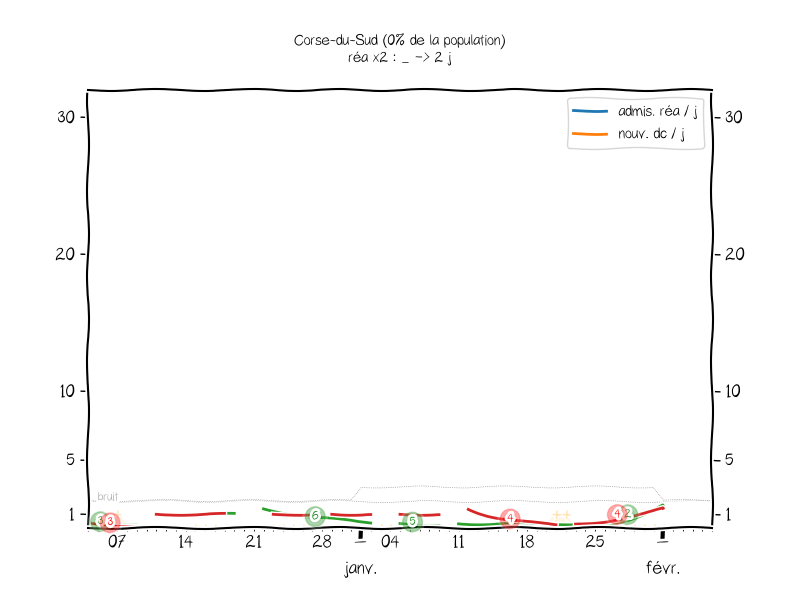 Corse-du-Sud (0% de la population)
réa x2 : _ -> 2 j
admis. réa / j
nouv. dc / j
30 30
20 20
10 10
5 5
bruit
1 3 3 6 5 4 4 2 1
07 14 21 28 04 11 18 25
janv. févr.